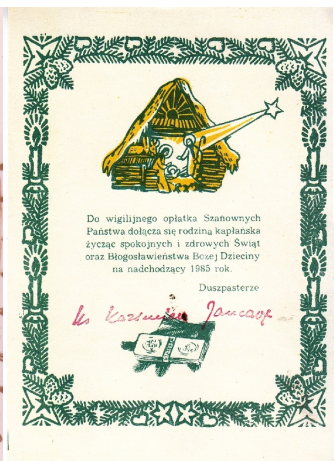 Do wigilijnego opłatka Szanownych
Państwa dołącza się rodzina kapłańska
życząc spokojnych i zdrowych Świąt
oraz Błogosławieństwa Bożej Dzieciny
na nadchodzący 1985 rok.
Duszpasterze
ks Kazimierz Jancarz